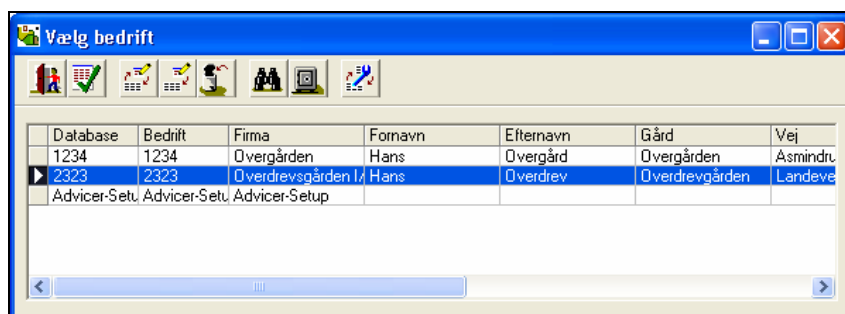 Vælg bedrift
Database Bedrift Firma Fornavn Efternavn Gård Vej
1234 1234 Overgården Hans Overgård Overgården Asmindru
2323 2323 Overdrevsgården I/ Hans Overdrev Overdrevgården Landeve
Advicer-Setu Advicer-Setu Advicer-Setup